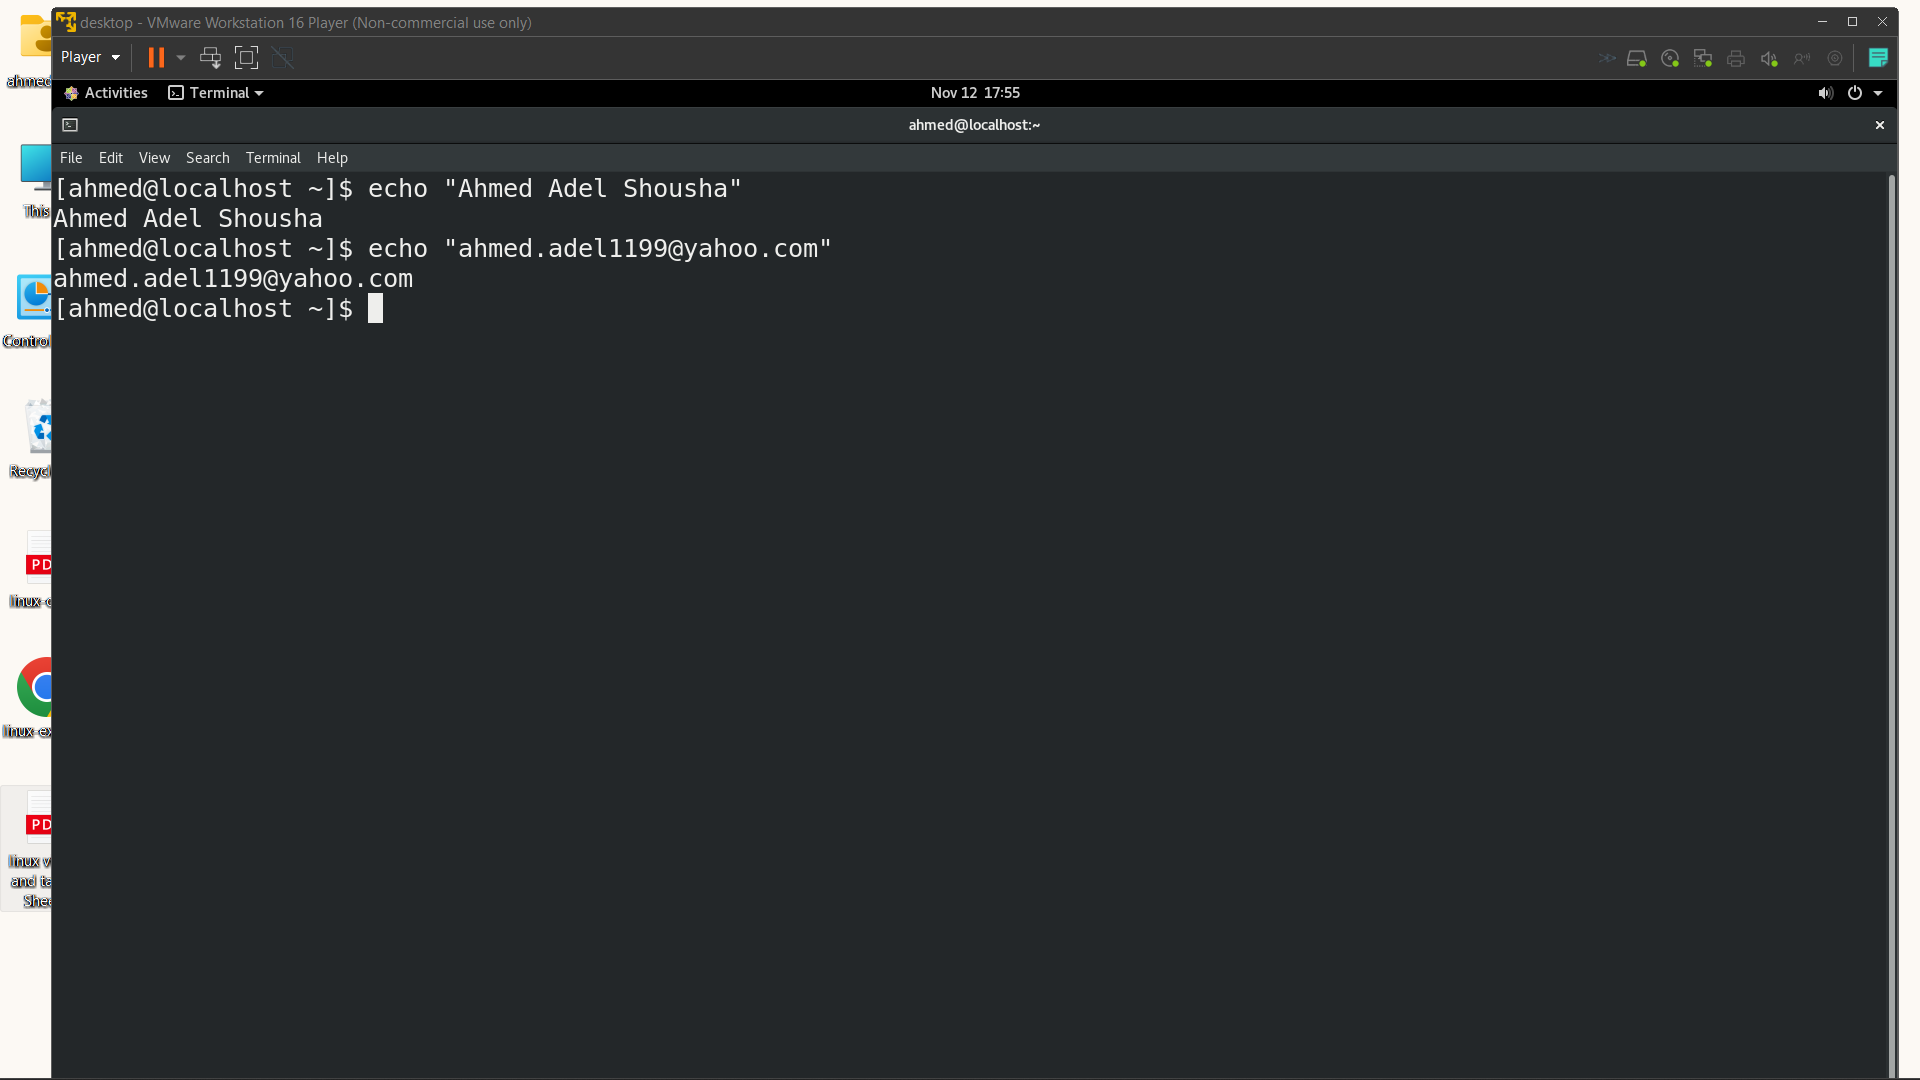 desktop - VMware Workstation 16 Player (Non-commercial use only)
Player
Activities
Terminal
Nov 12 17:55
ahmed@localhost:~
File Edit View Search Terminal Help
[ahmed@localhost ~]$ echo "Ahmed Adel Shousha"
Ahmed Adel Shousha
[ahmed@localhost ~]$ echo "ahmed.adel1199@yahoo.com"
ahmed.adel1199@yahoo.com
[ahmed@localhost ~]$
ahmed
This
Control
Recycl
PD
linux-
linux-ex
PD
linux v
and ta
Shee